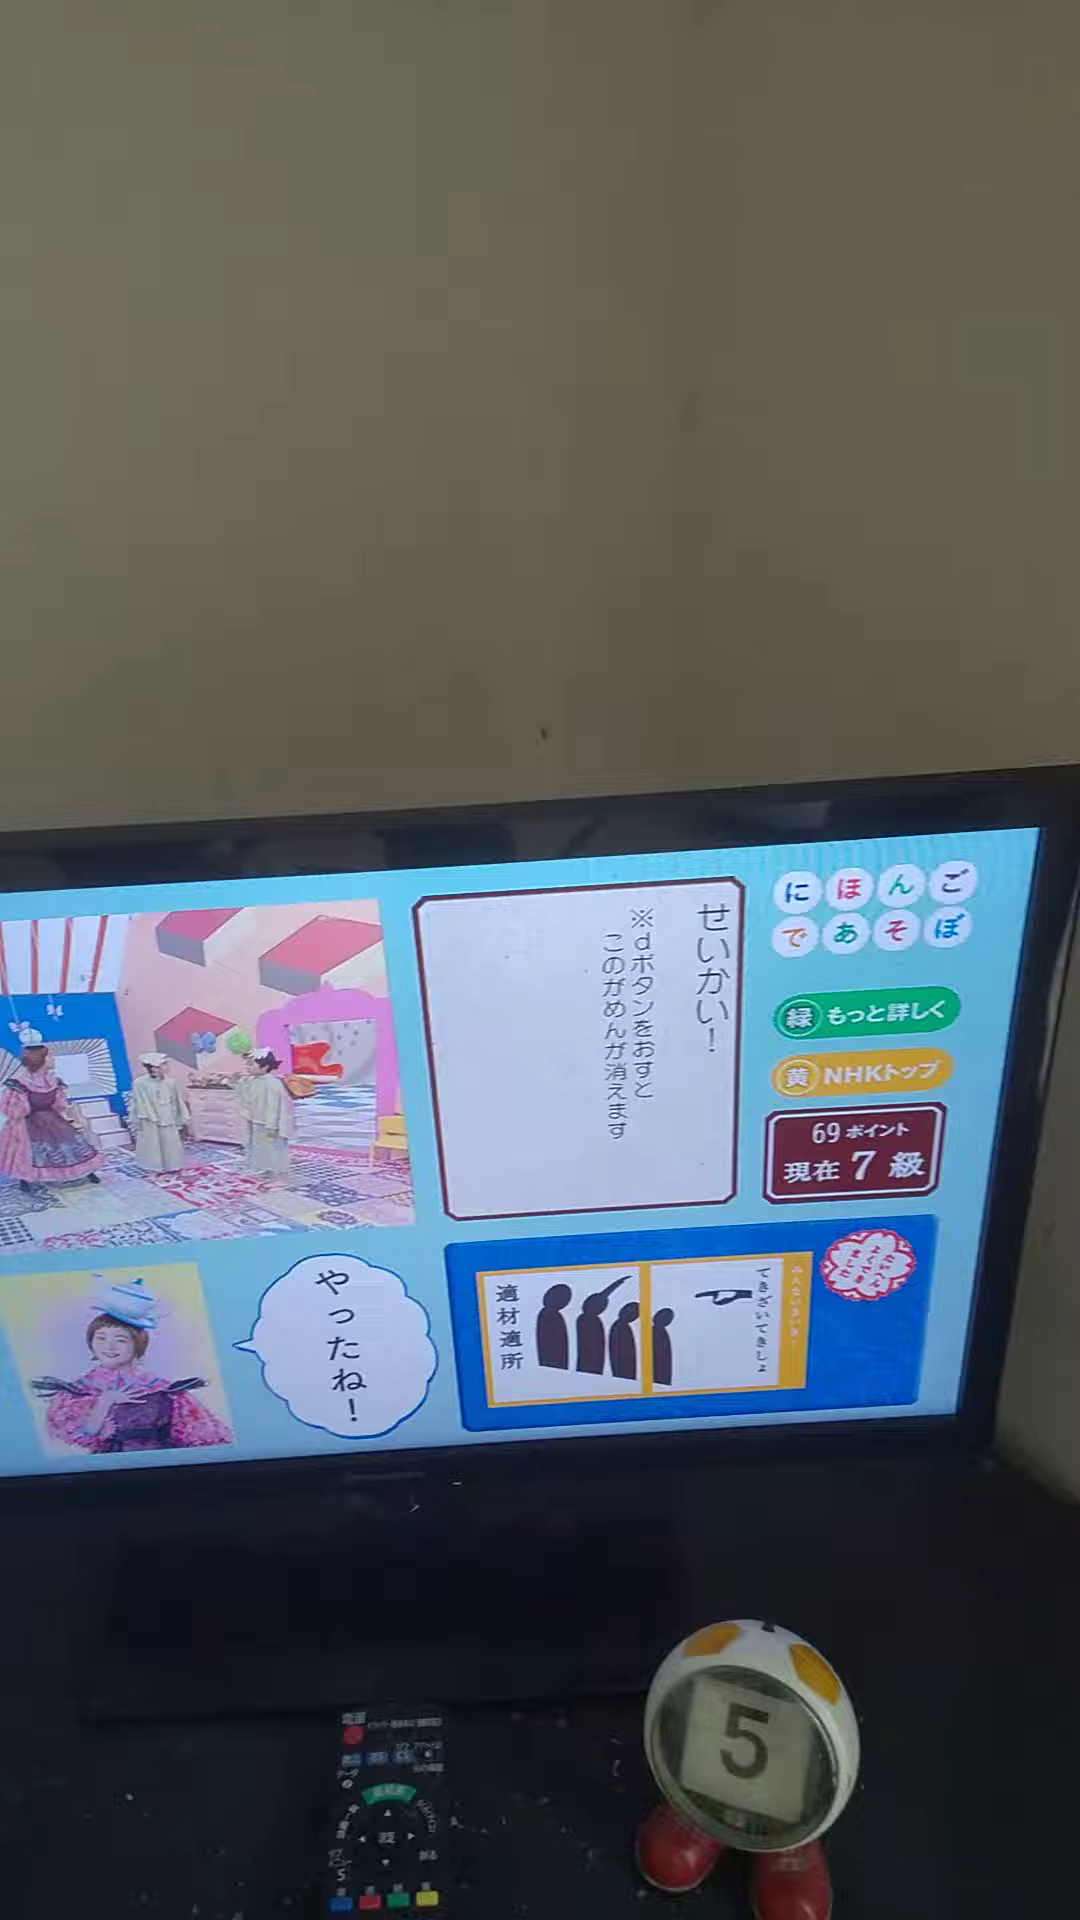 にほんご
であそぼ
緑 もっと詳しく
黄 NHKトップ
69 ポイント
現在 7 級
せいかい!
※dボタンをおすと
このがめんが消えます
やったね!
てきざいてきしょ
適材適所
5